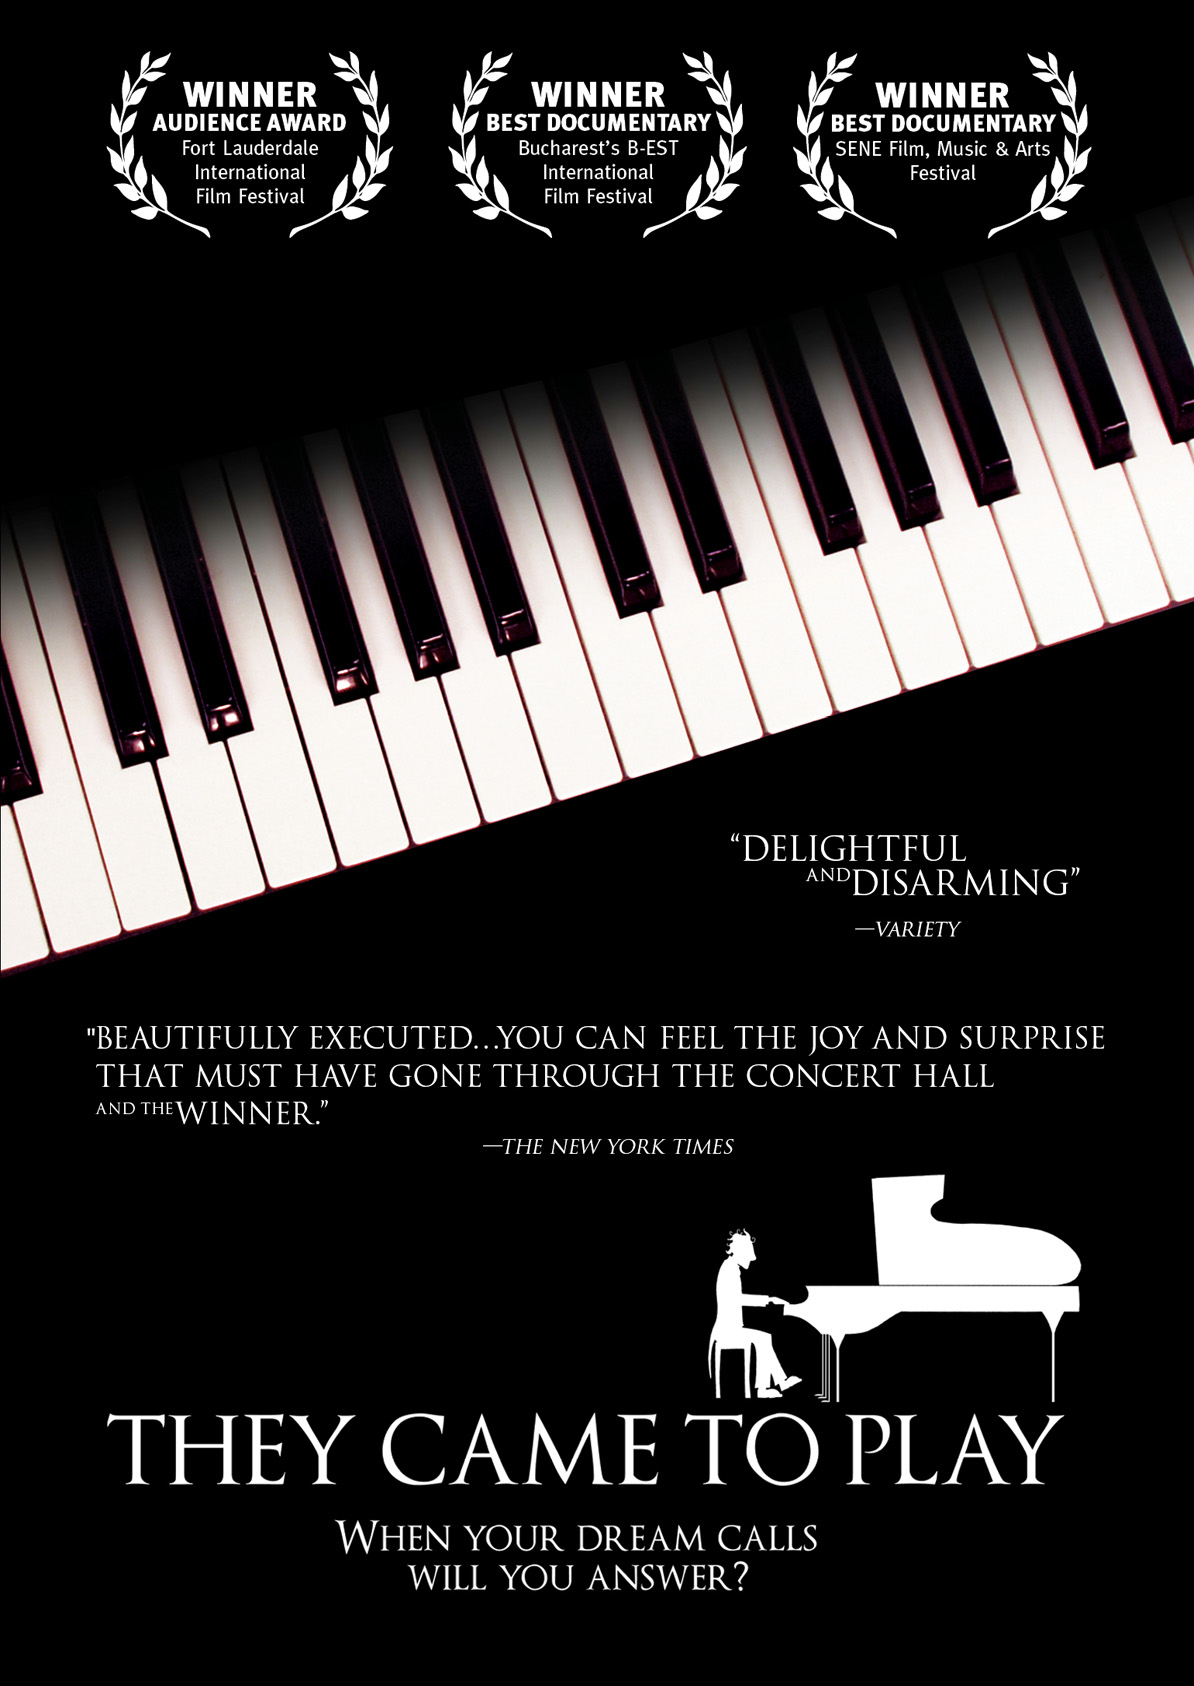 WINNER
AUDIENCE AWARD
Fort Lauderdale
International
Film Festival
WINNER
BEST DOCUMENTARY
Bucharest's B-EST
International
Film Festival
WINNER
BEST DOCUMENTARY
SENE Film, Music & Arts
Festival
“DELIGHTFUL
AND DISARMING”
—VARIETY
"BEAUTIFULLY EXECUTED...YOU CAN FEEL THE JOY AND SURPRISE
THAT MUST HAVE GONE THROUGH THE CONCERT HALL
AND THE WINNER.”
—THE NEW YORK TIMES
THEY CAME TO PLAY
WHEN YOUR DREAM CALLS
WILL YOU ANSWER?